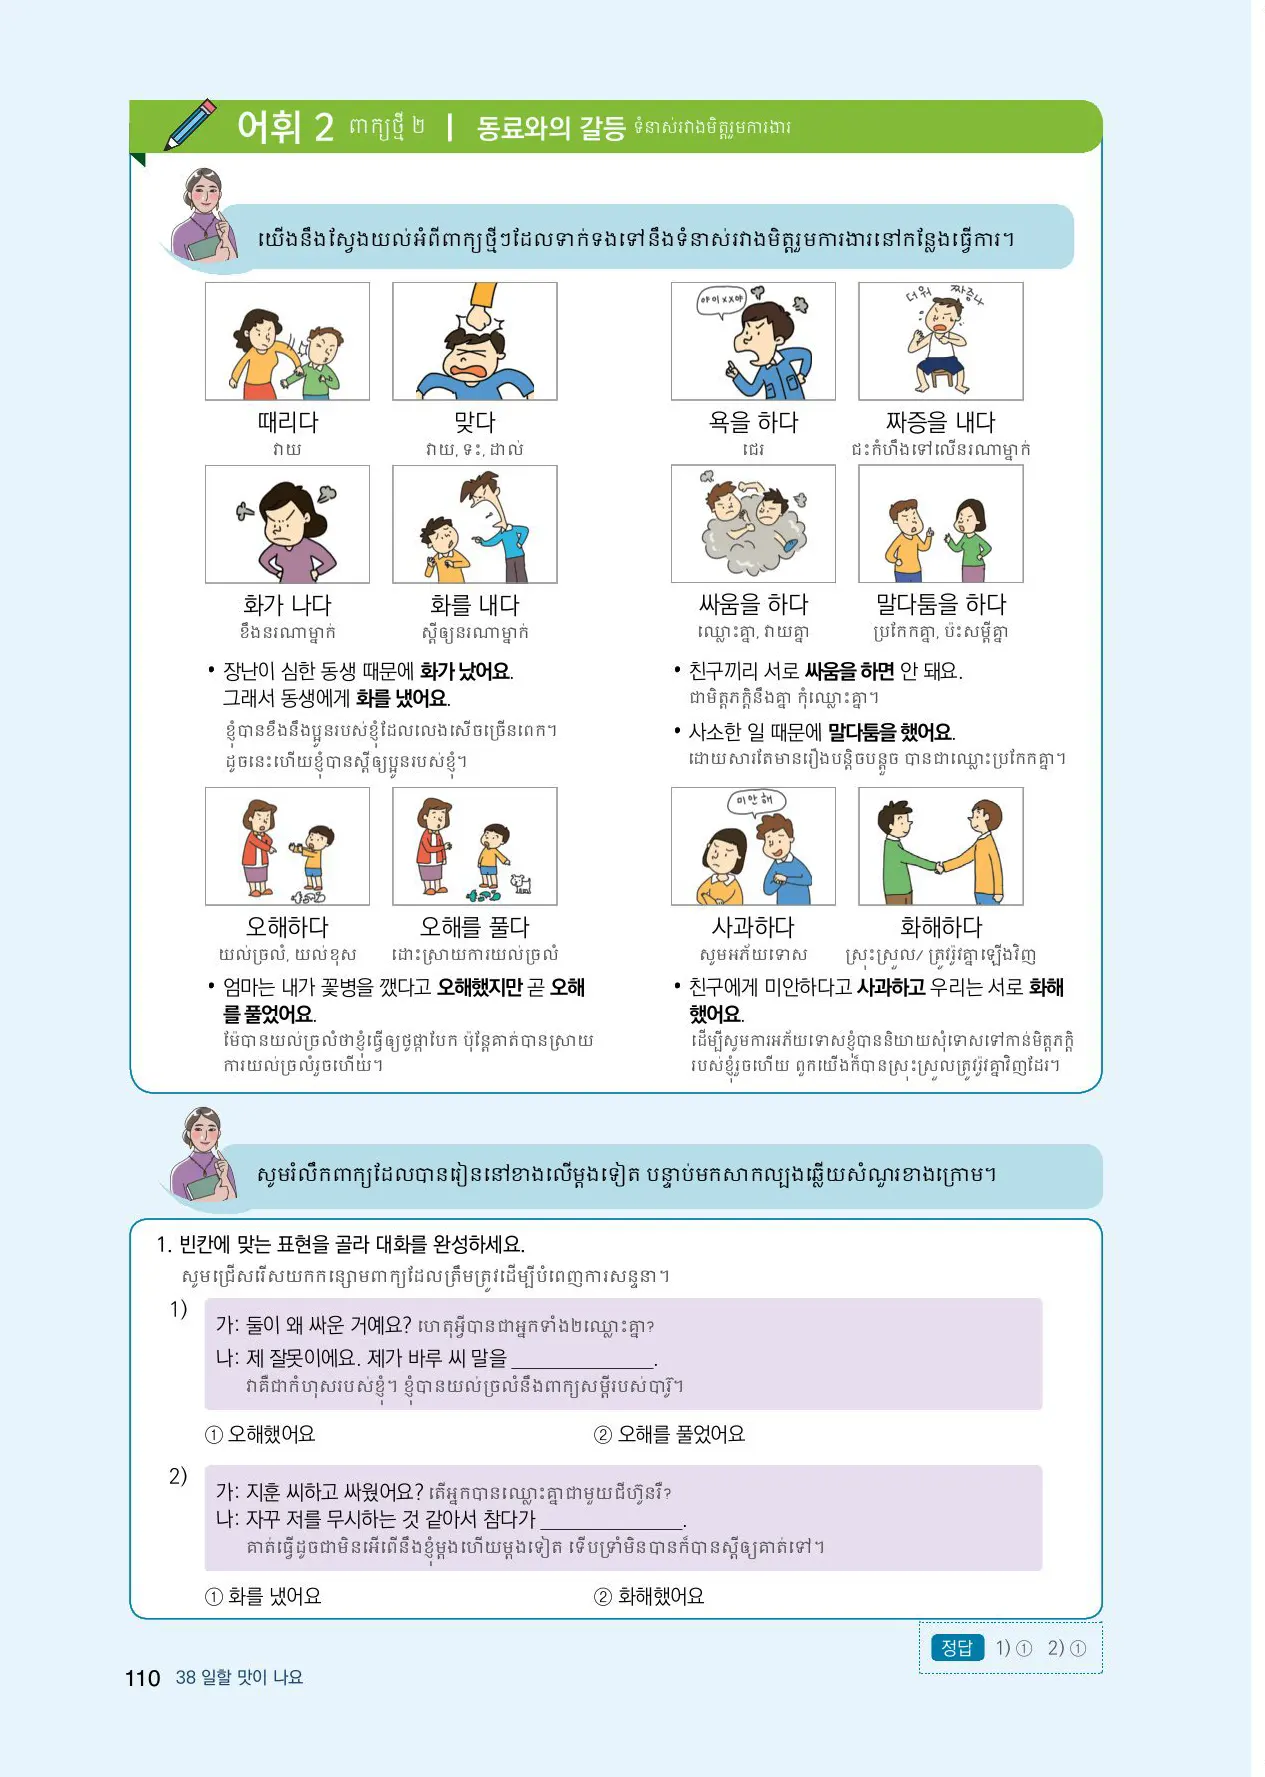 어휘 2 ពាក្យថ្មី ២ | 동료와의 갈등 ទំនាស់រវាងមិត្តរួមការងារ
យើងនឹងស្វែងយល់អំពីពាក្យថ្មីៗដែលទាក់ទងទៅនឹងទំនាស់រវាងមិត្តរួមការងារនៅកន្លែងធ្វើការ។
야이XX야
더워 짜증나
때리다 맞다 욕을 하다 짜증을 내다
វាយ វាយ, ទះ, ដាល់ ជេរ ជះកំហឹងទៅលើនរណាម្នាក់
화가 나다 화를 내다 싸움을 하다 말다툼을 하다
ខឹងនរណាម្នាក់ ស្តីឲ្យនរណាម្នាក់ ឈ្លោះគ្នា, វាយគ្នា ប្រកែកគ្នា, ប៉ះសម្តីគ្នា
• 장난이 심한 동생 때문에 화가 났어요.
그래서 동생에게 화를 냈어요.
ខ្ញុំបានខឹងនឹងប្អូនរបស់ខ្ញុំដែលលេងសើចច្រើនពេក។
ដូចនេះហើយខ្ញុំបានស្តីឲ្យប្អូនរបស់ខ្ញុំ។
• 친구끼리 서로 싸움을 하면 안 돼요.
ជាមិត្តភក្តិនឹងគ្នា កុំឈ្លោះគ្នា។
• 사소한 일 때문에 말다툼을 했어요.
ដោយសារតែមានរឿងបន្តិចបន្តួច បានជាឈ្លោះប្រកែកគ្នា។
미안해
오해하다 오해를 풀다 사과하다 화해하다
យល់ច្រលំ, យល់ខុស ដោះស្រាយការយល់ច្រលំ សូមអភ័យទោស ស្រុះស្រួល/ ត្រូវរ៉ូវគ្នាឡើងវិញ
• 엄마는 내가 꽃병을 깼다고 오해했지만 곧 오해
를 풀었어요.
ម៉ែបានយល់ច្រលំថាខ្ញុំធ្វើឲ្យថូផ្កាបែក ប៉ុន្តែគាត់បានស្រាយ
ការយល់ច្រលំរួចហើយ។
• 친구에게 미안하다고 사과하고 우리는 서로 화해
했어요.
ដើម្បីសូមការអភ័យទោសខ្ញុំបាននិយាយសុំទោសទៅកាន់មិត្តភក្តិ
របស់ខ្ញុំរួចហើយ ពួកយើងក៏បានស្រុះស្រួលត្រូវរ៉ូវគ្នាវិញដែរ។
សូមរំលឹកពាក្យដែលបានរៀននៅខាងលើម្តងទៀត បន្ទាប់មកសាកល្បងឆ្លើយសំណួរខាងក្រោម។
1. 빈칸에 맞는 표현을 골라 대화를 완성하세요.
សូមជ្រើសរើសយកកន្សោមពាក្យដែលត្រឹមត្រូវដើម្បីបំពេញការសន្ទនា។
1)
가: 둘이 왜 싸운 거예요? ហេតុអ្វីបានជាអ្នកទាំង២ឈ្លោះគ្នា?
나: 제 잘못이에요. 제가 바루 씨 말을 ______________.
វាគឺជាកំហុសរបស់ខ្ញុំ។ ខ្ញុំបានយល់ច្រលំនឹងពាក្យសម្តីរបស់បារ៉ូ។
① 오해했어요 ② 오해를 풀었어요
2)
가: 지훈 씨하고 싸웠어요? តើអ្នកបានឈ្លោះគ្នាជាមួយជីហ៊ូនរឺ?
나: 자꾸 저를 무시하는 것 같아서 참다가 ______________.
គាត់ធ្វើដូចជាមិនអើពើនឹងខ្ញុំម្តងហើយម្តងទៀត ទើបទ្រាំមិនបានក៏បានស្តីឲ្យគាត់ទៅ។
① 화를 냈어요 ② 화해했어요
정답 1) ① 2) ①
110 38 일할 맛이 나요